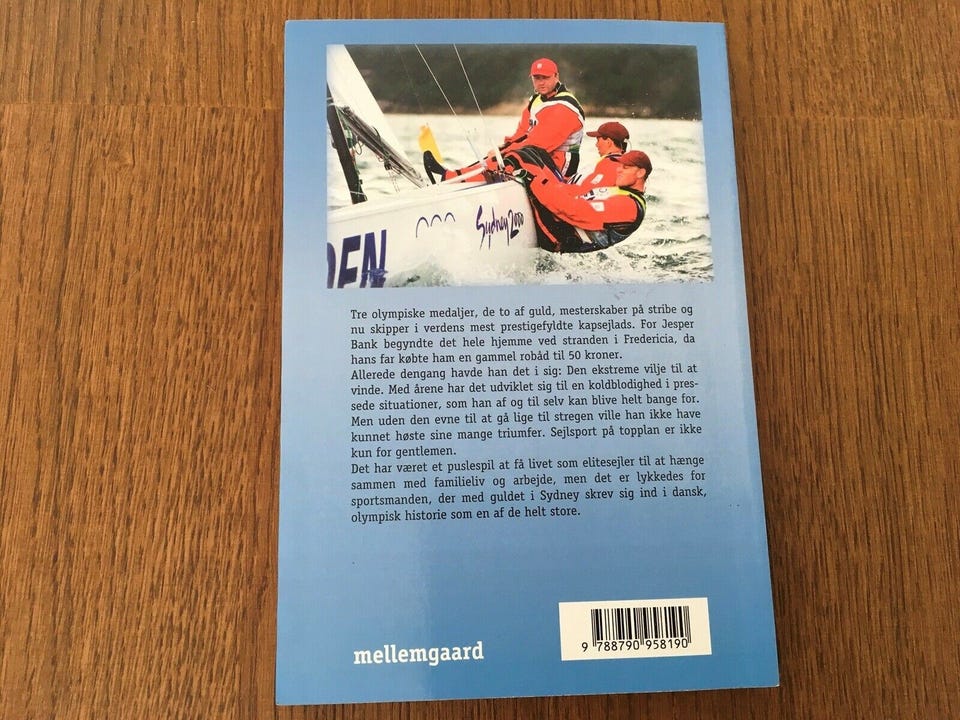 Sydney 2000
DEN
Tre olympiske medaljer, de to af guld, mesterskaber på stribe og
nu skipper i verdens mest prestigefyldte kapsejlads. For Jesper
Bank begyndte det hele hjemme ved stranden i Fredericia, da
hans far købte ham en gammel robåd til 50 kroner.
Allerede dengang havde han det i sig: Den ekstreme vilje til at
vinde. Med årene har det udviklet sig til en koldblodighed i pres-
sede situationer, som han af og til selv kan blive helt bange for.
Men uden den evne til at gå lige til stregen ville han ikke have
kunnet høste sine mange triumfer. Sejlsport på topplan er ikke
kun for gentlemen.
Det har været et puslespil at få livet som elitesejler til at hænge
sammen med familieliv og arbejde, men det er lykkedes for
sportsmanden, der med guldet i Sydney skrev sig ind i dansk,
olympisk historie som en af de helt store.
mellemgaard
9 788790 958190